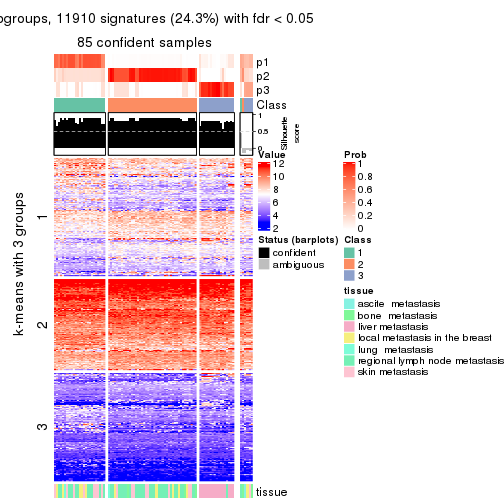 ogroups, 11910 signatures (24.3%) with fdr < 0.05
85 confident samples
p1
p2
p3
Class
1
0.5
0
Silhouette
score
k-means with 3 groups
1
2
3
Value
12
10
8
6
4
2
Prob
1
0.8
0.6
0.4
0.2
0
Status (barplots)
confident
ambiguous
Class
1
2
3
tissue
ascite metastasis
bone metastasis
liver metastasis
local metastasis in the breast
lung metastasis
regional lymph node metastasis
skin metastasis
tissue